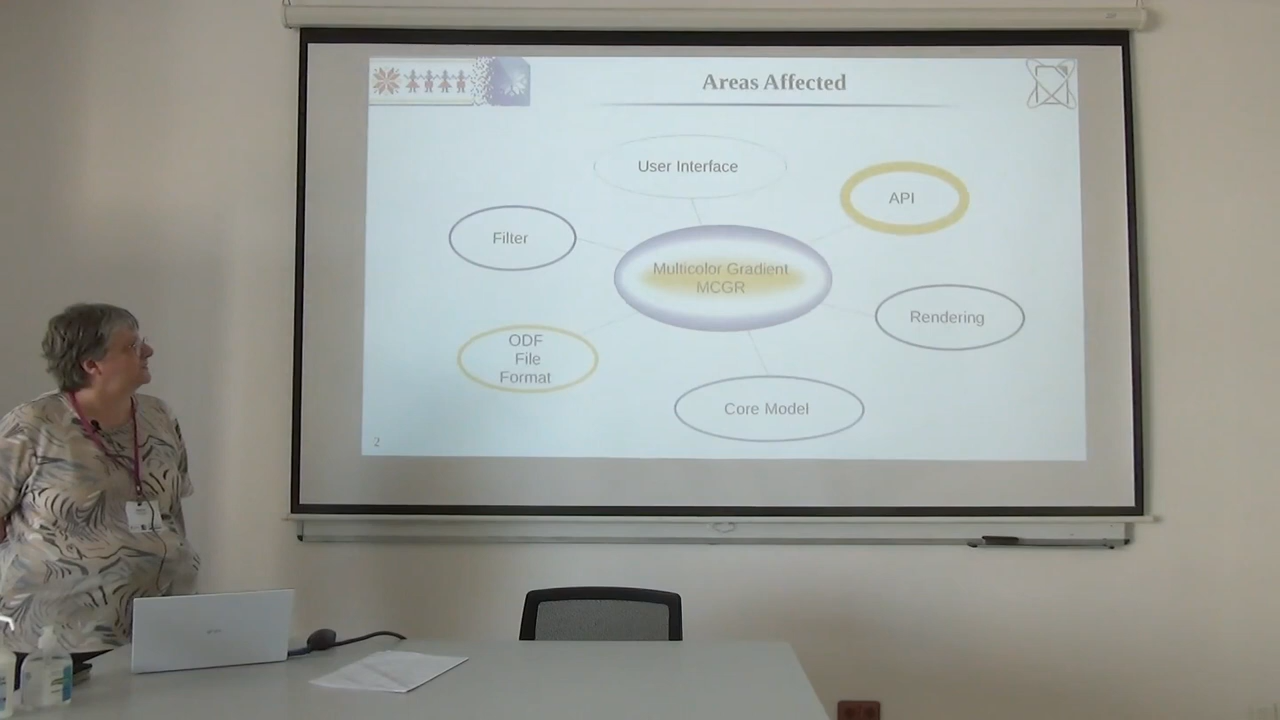 Areas Affected
User Interface
API
Filter
Multicolor Gradient
MCGR
Rendering
ODF
File
Format
Core Model
2